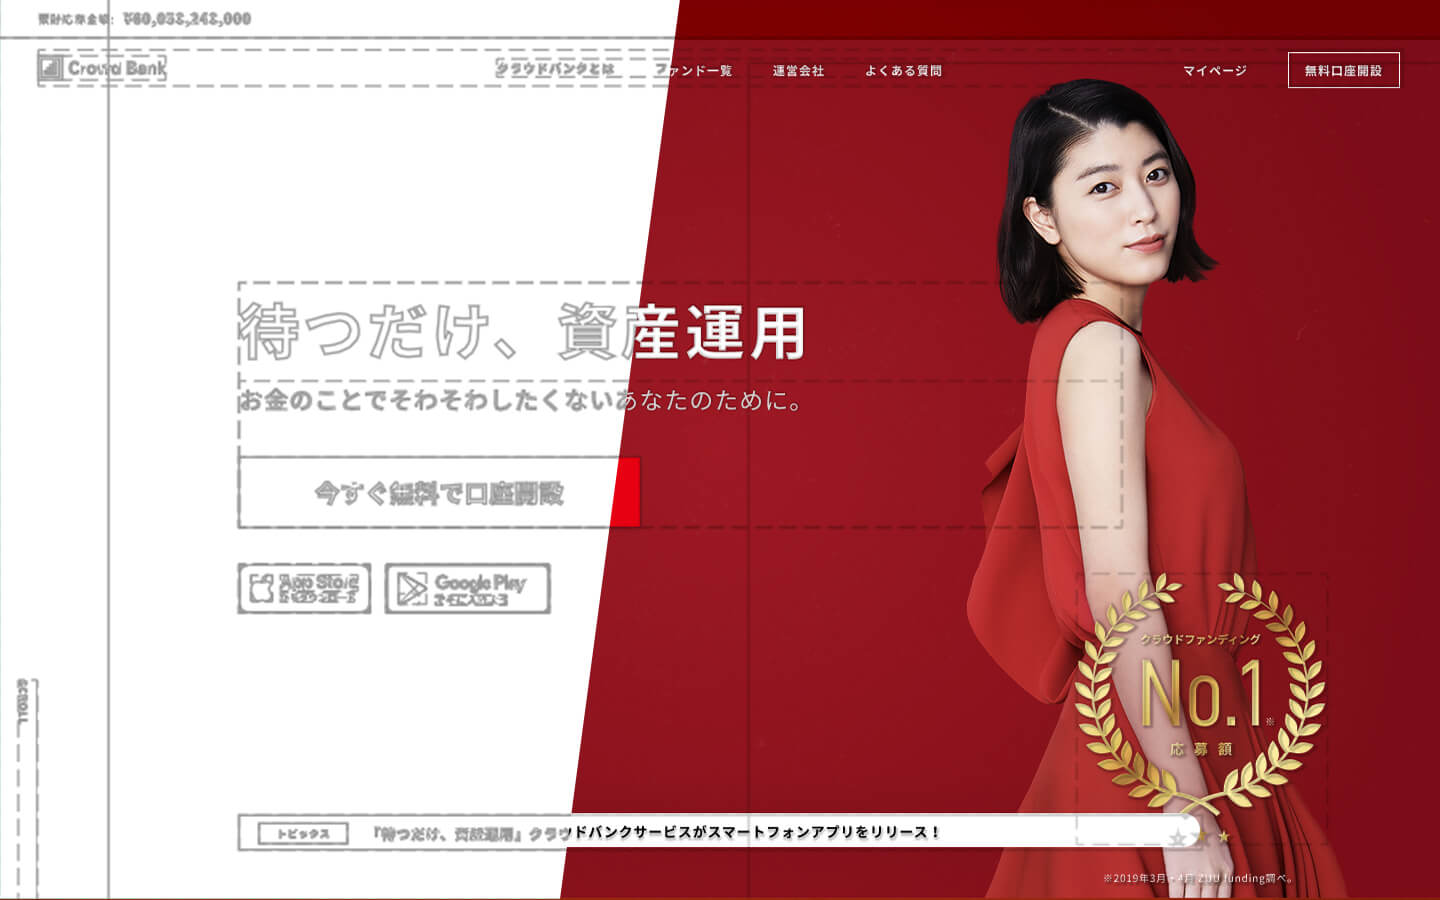 累計応募金額: ¥60,038,248,000
Crowd Bank
クラウドバンクとは
ファンド一覧
運営会社
よくある質問
マイページ
無料口座開設
待つだけ、資産運用
お金のことでそわそわしたくないあなたのために。
今すぐ無料で口座開設
App Store
Google Play
SCROLL
クラウドファンディング
No.1※
応募額
トピックス
『待つだけ、資産運用』クラウドバンクサービスがスマートフォンアプリをリリース！
※2019年3月・4月 ZUU funding調べ。